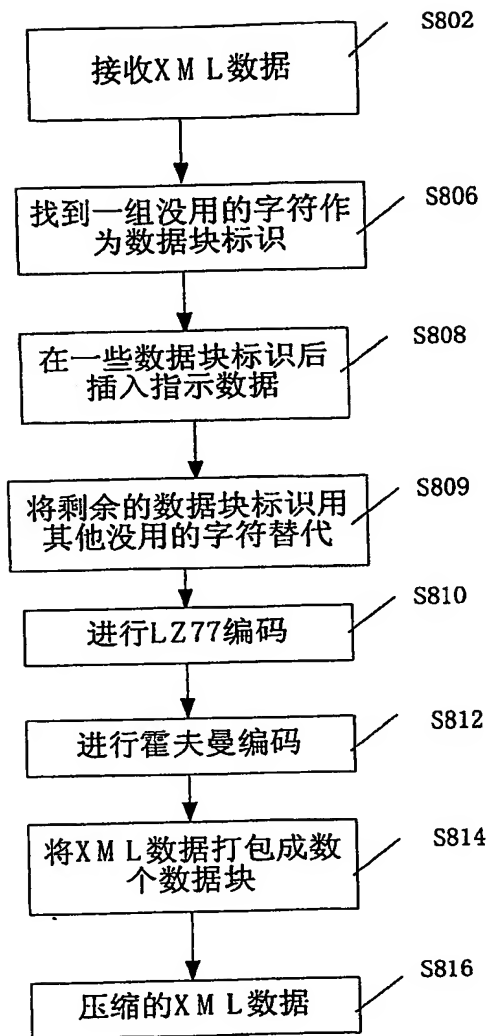 S802
接收XML数据
S806
找到一组没用的字符作
为数据块标识
S808
在一些数据块标识后
插入指示数据
S809
将剩余的数据块标识用
其他没用的字符替代
S810
进行LZ77编码
S812
进行霍夫曼编码
S814
将XML数据打包成数
个数据块
S816
压缩的XML数据